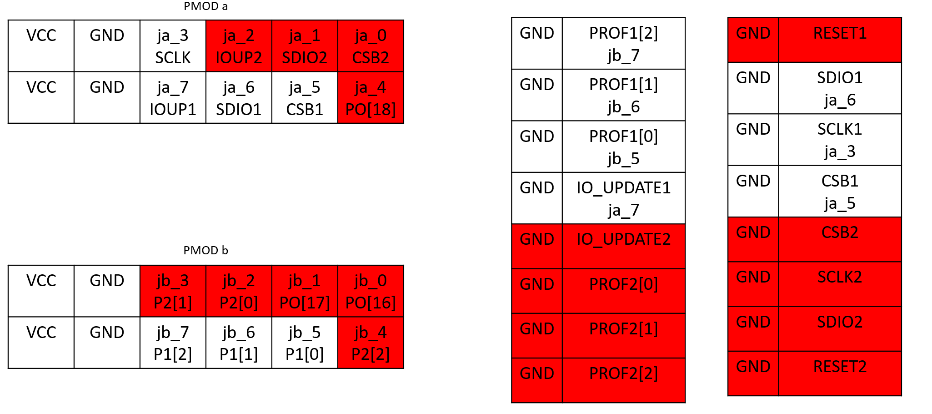 PMOD a
VCC GND ja_3 ja_2 ja_1 ja_0
SCLK IOUP2 SDIO2 CSB2
VCC GND ja_7 ja_6 ja_5 ja_4
IOUP1 SDIO1 CSB1 PO[18]
PMOD b
VCC GND jb_3 jb_2 jb_1 jb_0
P2[1] P2[0] PO[17] PO[16]
VCC GND jb_7 jb_6 jb_5 jb_4
P1[2] P1[1] P1[0] P2[2]
GND PROF1[2]
jb_7
GND PROF1[1]
jb_6
GND PROF1[0]
jb_5
GND IO_UPDATE1
ja_7
GND IO_UPDATE2
GND PROF2[0]
GND PROF2[1]
GND PROF2[2]
GND RESET1
GND SDIO1
ja_6
GND SCLK1
ja_3
GND CSB1
ja_5
GND CSB2
GND SCLK2
GND SDIO2
GND RESET2